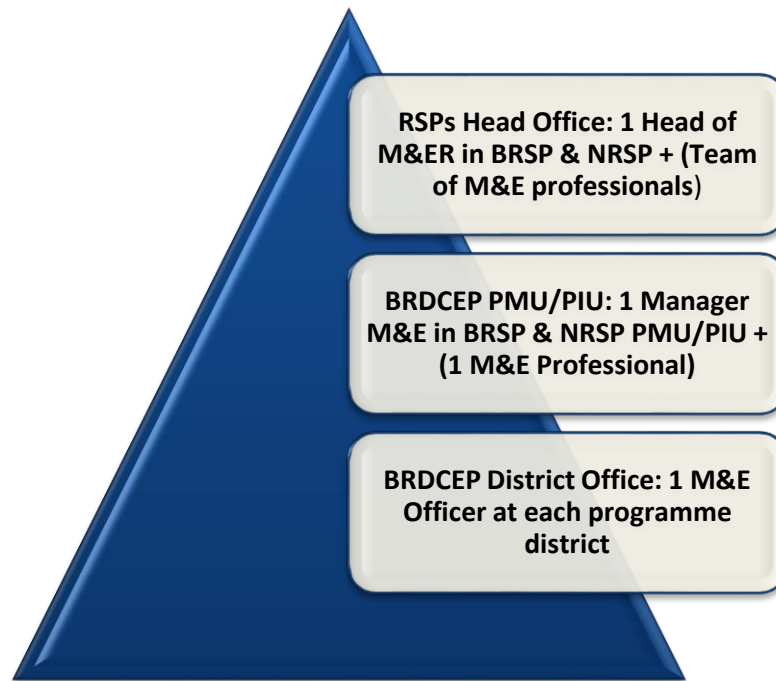 RSPs Head Office: 1 Head of
M&ER in BRSP & NRSP + (Team
of M&E professionals)
BRDCEP PMU/PIU: 1 Manager
M&E in BRSP & NRSP PMU/PIU +
(1 M&E Professional)
BRDCEP District Office: 1 M&E
Officer at each programme
district